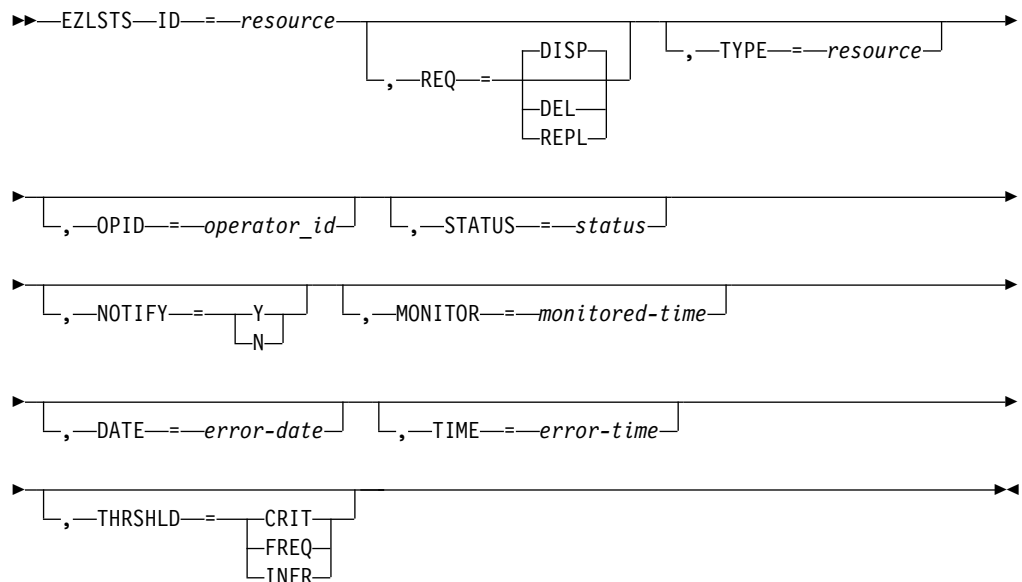 EZLSTS ID = resource
DISP
, REQ =
DEL
REPL
, TYPE = resource
, OPID = operator_id , STATUS = status
, NOTIFY = Y
N
, MONITOR = monitored-time
, DATE = error-date , TIME = error-time
, THRSHLD = CRIT
FREQ
INFR